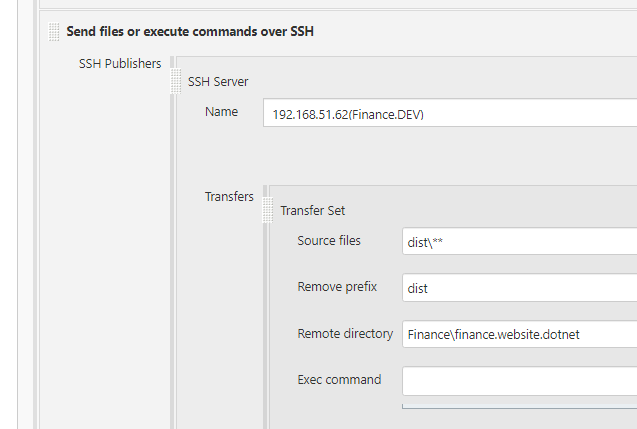 Send files or execute commands over SSH
SSH Publishers
SSH Server
Name
192.168.51.62(Finance.DEV)
Transfers
Transfer Set
Source files
dist\**
Remove prefix
dist
Remote directory
Finance\finance.website.dotnet
Exec command